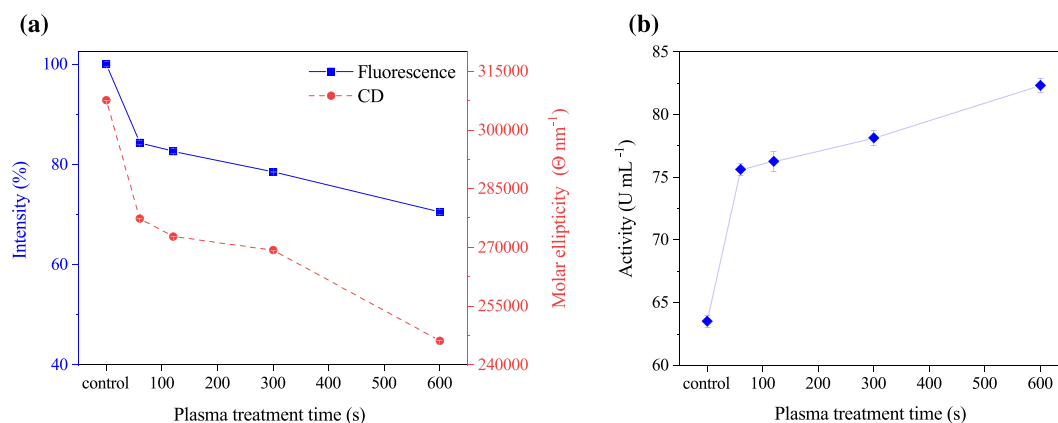 (a)
Fluorescence
CD
100
80
60
40
Intensity (%)
315000
300000
285000
270000
255000
240000
Molar ellipticity (Θ nm⁻¹)
control 100 200 300 400 500 600
Plasma treatment time (s)
(b)
85
80
75
70
65
60
Activity (U mL⁻¹)
control 100 200 300 400 500 600
Plasma treatment time (s)